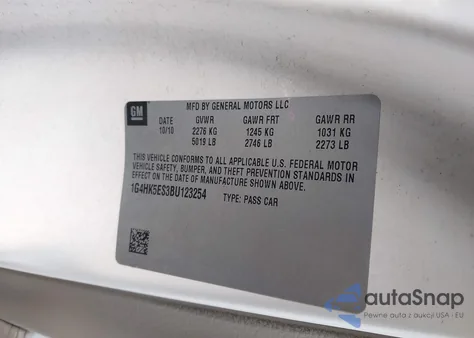 GM
MFD BY GENERAL MOTORS LLC
DATE GVWR GAWR FRT GAWR RR
10/10 2276 KG 1245 KG 1031 KG
5019 LB 2746 LB 2273 LB
THIS VEHICLE CONFORMS TO ALL APPLICABLE U.S. FEDERAL MOTOR
VEHICLE SAFETY, BUMPER, AND THEFT PREVENTION STANDARDS IN
EFFECT ON THE DATE OF MANUFACTURE SHOWN ABOVE.
1G4HK5ES3BU123254 TYPE: PASS CAR
autaSnap
Pewne auta z aukcji USA - EU